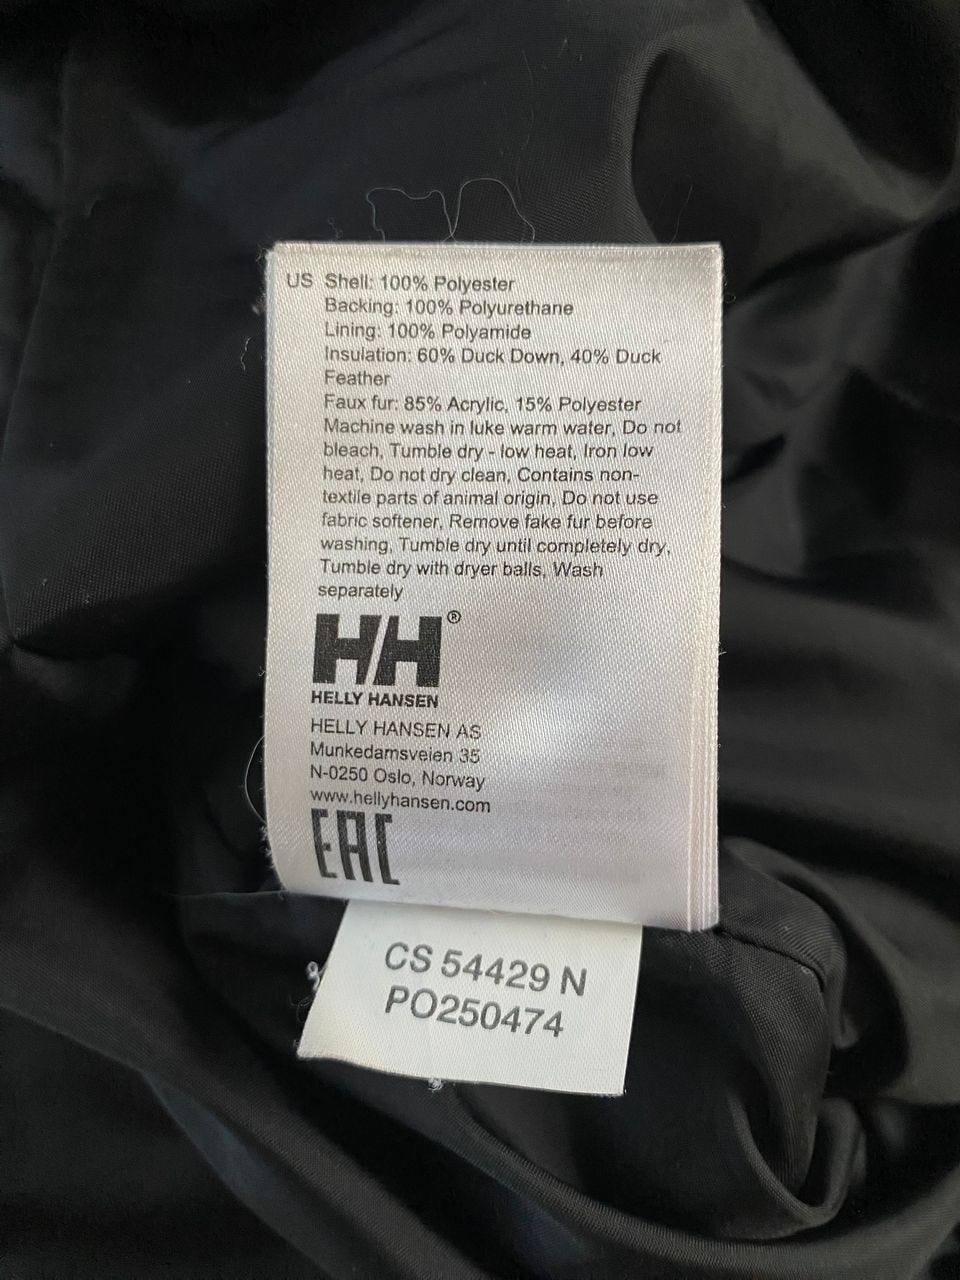 US Shell: 100% Polyester
Backing: 100% Polyurethane
Lining: 100% Polyamide
Insulation: 60% Duck Down, 40% Duck
Feather
Faux fur: 85% Acrylic, 15% Polyester
Machine wash in luke warm water, Do not
bleach, Tumble dry - low heat, Iron low
heat, Do not dry clean, Contains non-
textile parts of animal origin, Do not use
fabric softener, Remove fake fur before
washing, Tumble dry until completely dry,
Tumble dry with dryer balls, Wash
separately
HH®
HELLY HANSEN
HELLY HANSEN AS
Munkedamsveien 35
N-0250 Oslo, Norway
www.hellyhansen.com
EAC
CS 54429 N
PO250474